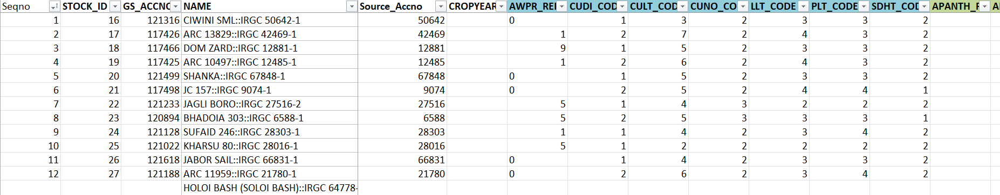 Seqno STOCK_ID GS_ACCNO NAME Source_Accno CROPYEAR AWPR_REI CUDI_COD CULT_COD CUNO_CO LLT_CODE PLT_CODE SDHT_COD APANTH_
1 16 121316 CIWINI SML::IRGC 50642-1 50642 0 1 3 2 3 3 2
2 17 117426 ARC 13829::IRGC 42469-1 42469 1 2 7 2 4 3 2
3 18 117466 DOM ZARD::IRGC 12881-1 12881 9 1 5 2 3 3 2
4 19 117425 ARC 10497::IRGC 12485-1 12485 1 2 6 2 4 3 2
5 20 121499 SHANKA::IRGC 67848-1 67848 0 1 5 2 3 3 2
6 21 117498 JC 157::IRGC 9074-1 9074 0 2 5 2 4 4 1
7 22 121233 JAGLI BORO::IRGC 27516-2 27516 5 1 4 3 2 2 2
8 23 120894 BHADOIA 303::IRGC 6588-1 6588 5 2 5 3 3 3 1
9 24 121128 SUFAID 246::IRGC 28303-1 28303 1 1 4 2 3 4 2
10 25 121022 KHARSU 80::IRGC 28016-1 28016 5 1 2 2 2 2 2
11 26 121618 JABOR SAIL::IRGC 66831-1 66831 0 1 4 2 3 3 2
12 27 121188 ARC 11959::IRGC 21780-1 21780 0 2 6 2 3 4 2
HOLOI BASH (SOLOI BASH)::IRGC 64778-